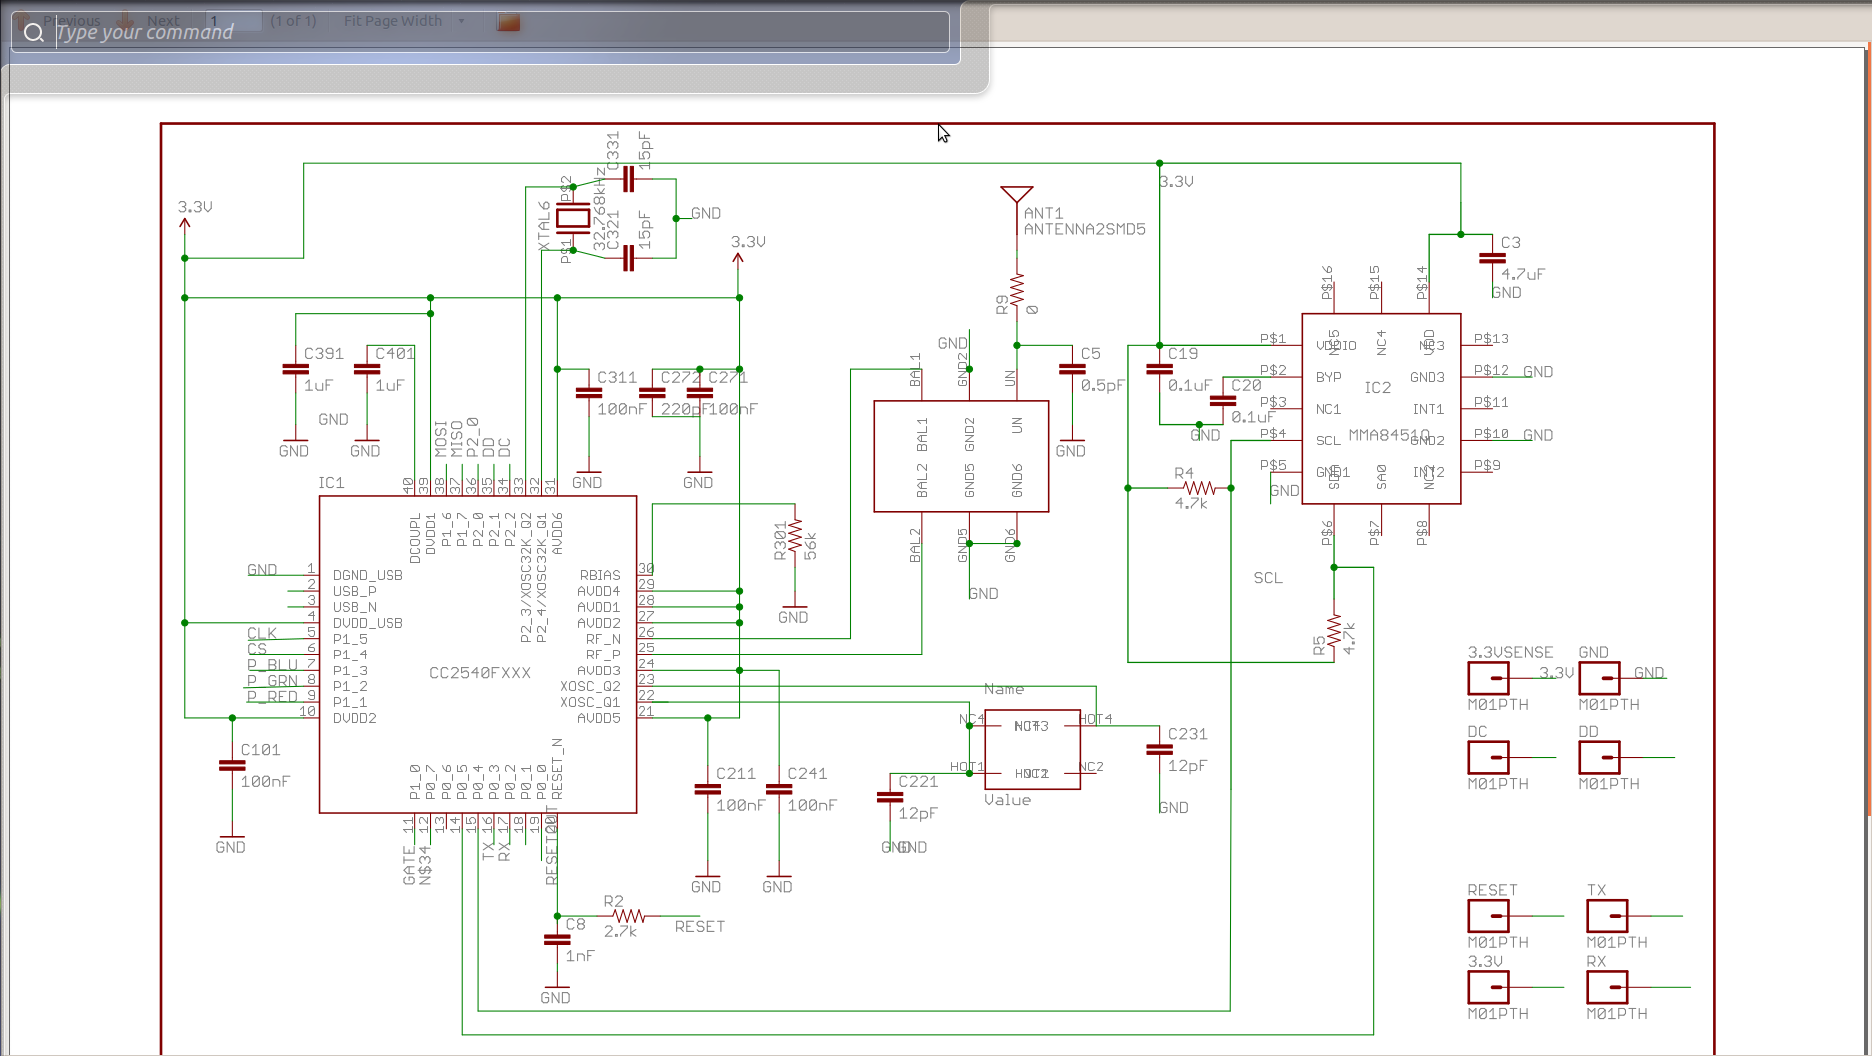 Previous Next 1 (1 of 1) Fit Page Width
Type your command
3.3V
XTAL6
P$2
P$1
32.768kHz
C331
15pF
C321
15pF
GND
3.3V
ANT1
ANTENNA2SMD5
R9
0
3.3V
C3
4.7uF
GND
C391
1uF
C401
1uF
GND
GND
GND
C311
100nF
C272
220pF
C271
100nF
GND
GND
GND
C5
0.5pF
GND
BAL1
GND2
UN
BAL1
GND2
UN
BAL2
GND5
GND6
BAL2
GND5
GND6
GND
C19
0.1uF
C20
0.1uF
GND
R4
4.7k
P$16
P$15
P$14
P$1
P$2
P$3
P$4
P$5
VDDIO
BYP
NC1
SCL
GND1
NC5
NC4
VDD
NC3
GND3
INT1
GND2
INT2
SA0
IC2
MMA8451Q
P$13
P$12
P$11
P$10
P$9
GND
GND
GND
P$6
P$7
P$8
SCL
R5
4.7k
MOSI
MISO
P2_0
DD
DC
IC1
40
39
38
37
36
35
34
33
32
31
DCOUPL
DVDD1
P1_6
P1_7
P2_0
P2_1
P2_2
P2_3/XOSC32K_Q2
P2_4/XOSC32K_Q1
AVDD6
GND 1 DGND_USB
2 USB_P
3 USB_N
4 DVDD_USB
CLK 5 P1_5
CS 6 P1_4
P_BLU 7 P1_3
P_GRN 8 P1_2
P_RED 9 P1_1
10 DVDD2
CC2540FXXX
RBIAS 30
AVDD4 29
AVDD1 28
AVDD2 27
RF_N 26
RF_P 25
AVDD3 24
XOSC_Q2 23
XOSC_Q1 22
AVDD5 21
R301
56k
GND
P1_0
P0_7
P0_6
P0_5
P0_4
P0_3
P0_2
P0_1
P0_0
RESET_N
11
12
13
14
15
16
17
18
19
20
GATE
N$34
TX
RX
C101
100nF
GND
C211
100nF
GND
C241
100nF
GND
Name
NC4
HOT4
HOT1
NC2
Value
C221
12pF
GND
GND
C231
12pF
GND
R2
2.7k
RESET
C8
1nF
GND
3.3VSENSE
3.3V
M01PTH
GND
GND
M01PTH
DC
M01PTH
DD
M01PTH
RESET
M01PTH
TX
M01PTH
3.3V
M01PTH
RX
M01PTH